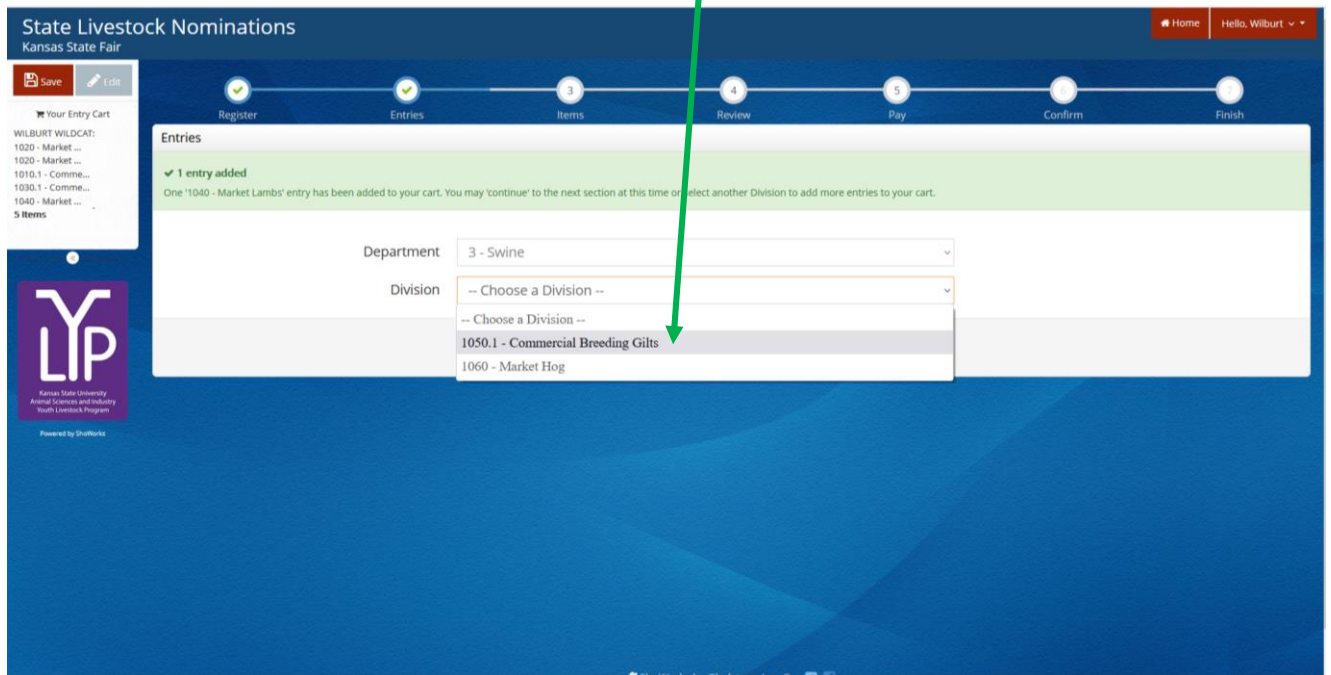 State Livestock Nominations
Kansas State Fair
Home
Hello, Wilburt
Save
Edit
Your Entry Cart
WILBURT WILDCAT:
1020 - Market ...
1020 - Market ...
1010.1 - Comme...
1030.1 - Comme...
1040 - Market ...
5 Items
Register
Entries
3
Items
4
Review
5
Pay
6
Confirm
7
Finish
Entries
1 entry added
One '1040 - Market Lambs' entry has been added to your cart. You may 'continue' to the next section at this time or select another Division to add more entries to your cart.
Department
3 - Swine
Division
-- Choose a Division --
-- Choose a Division --
1050.1 - Commercial Breeding Gilts
1060 - Market Hog
YLP
Kansas State University
Animal Sciences and Industry
Youth Livestock Program
Powered by ShoWorks